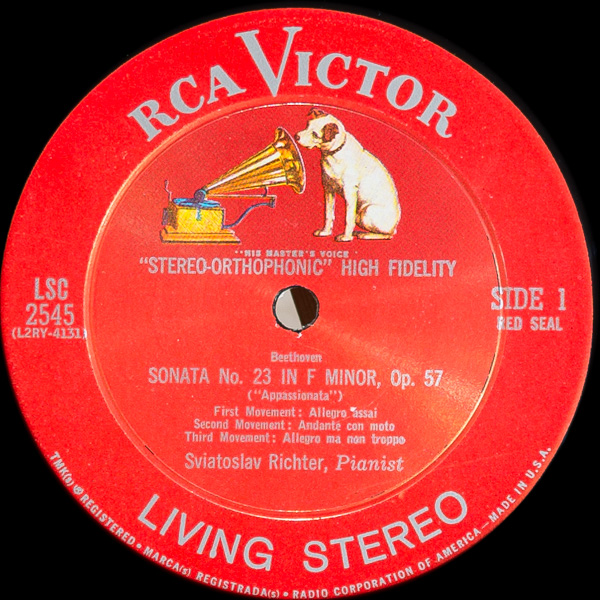 RCA VICTOR
"HIS MASTER'S VOICE"
"STEREO-ORTHOPHONIC" HIGH FIDELITY
LSC
2545
(L2RY-4131)
SIDE 1
RED SEAL
Beethoven
SONATA No. 23 IN F MINOR, Op. 57
("Appassionata")
First Movement: Allegro assai
Second Movement: Andante con moto
Third Movement: Allegro ma non troppo
Sviatoslav Richter, Pianist
LIVING STEREO
TMK(s) ® REGISTERED • MARCA(s) REGISTRADA(s) • RADIO CORPORATION OF AMERICA—MADE IN U.S.A.